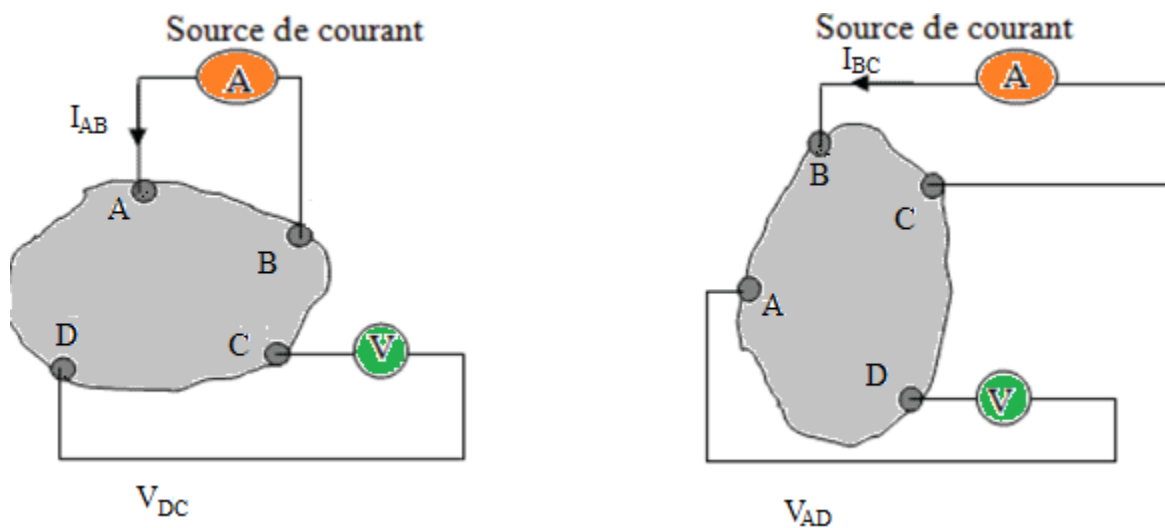 Source de courant
A
I_AB
A
B
D
C
V
V_DC
Source de courant
I_BC
A
B
C
A
D
V
V_AD